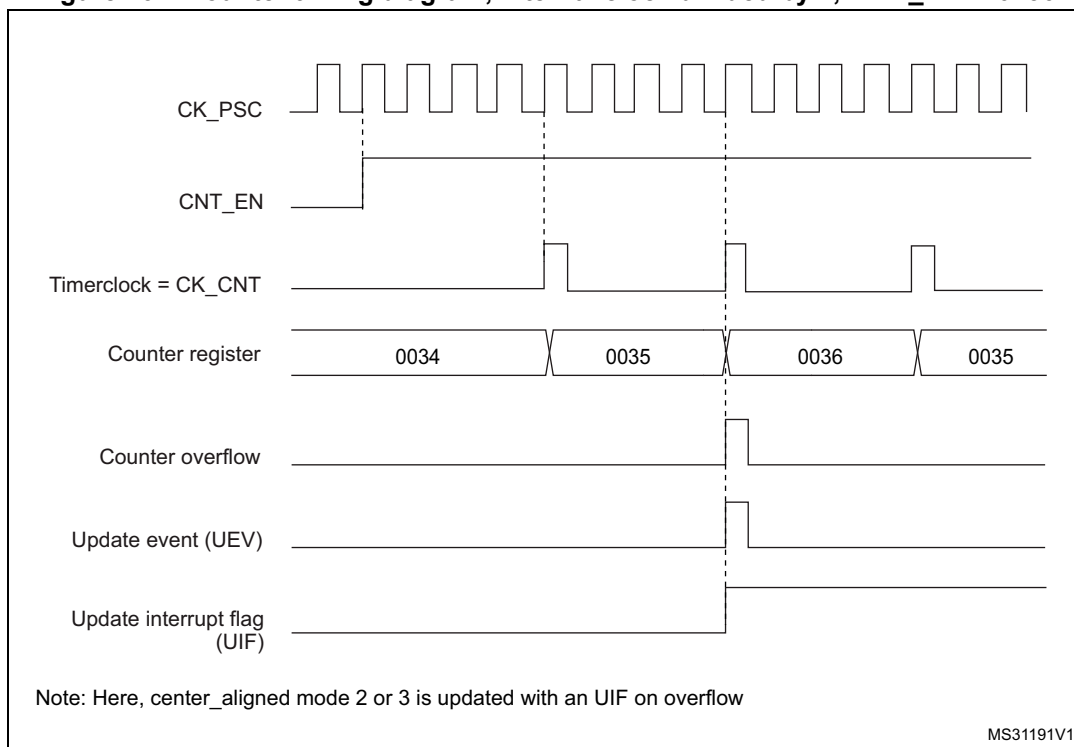 CK_PSC
CNT_EN
Timerclock = CK_CNT
Counter register 0034 0035 0036 0035
Counter overflow
Update event (UEV)
Update interrupt flag
(UIF)
Note: Here, center_aligned mode 2 or 3 is updated with an UIF on overflow
MS31191V1